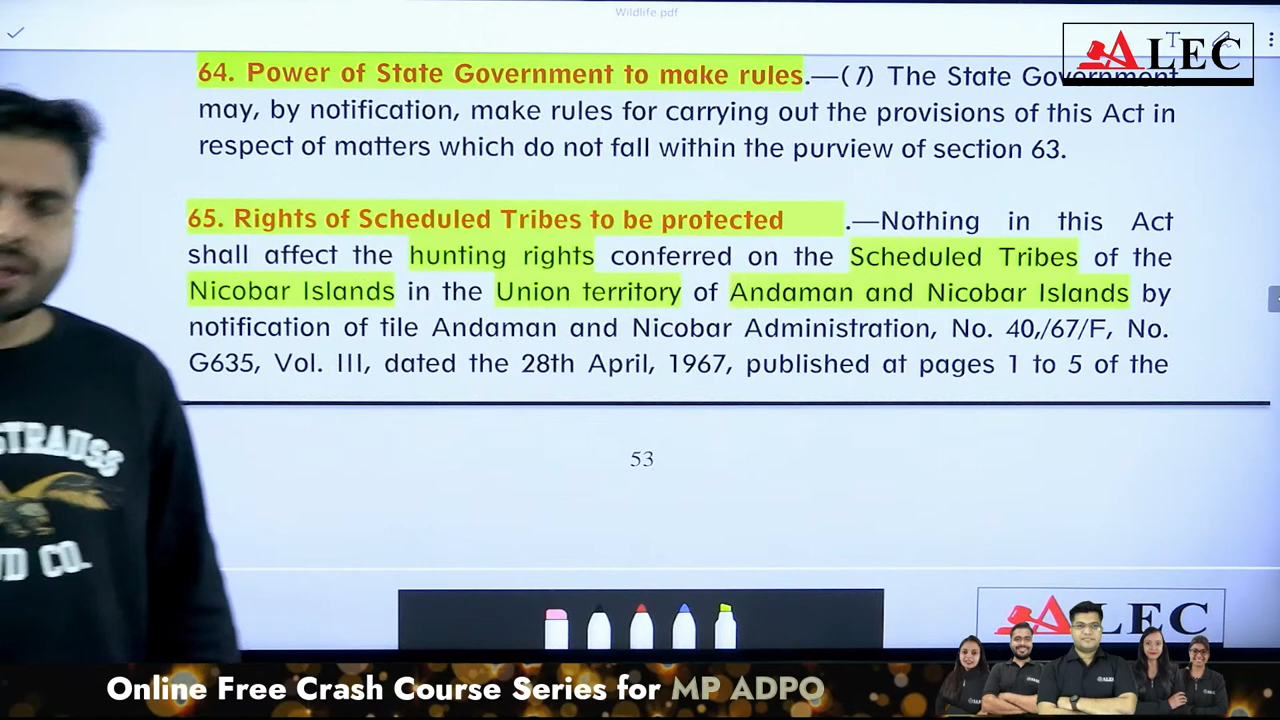 Wildlife.pdf
ALEC
64. Power of State Government to make rules.—(1) The State Government
may, by notification, make rules for carrying out the provisions of this Act in
respect of matters which do not fall within the purview of section 63.
65. Rights of Scheduled Tribes to be protected .—Nothing in this Act
shall affect the hunting rights conferred on the Scheduled Tribes of the
Nicobar Islands in the Union territory of Andaman and Nicobar Islands by
notification of tile Andaman and Nicobar Administration, No. 40,/67/F, No.
G635, Vol. III, dated the 28th April, 1967, published at pages 1 to 5 of the
53
STRAUSS
CO.
ALEC
Online Free Crash Course Series for MP ADPO